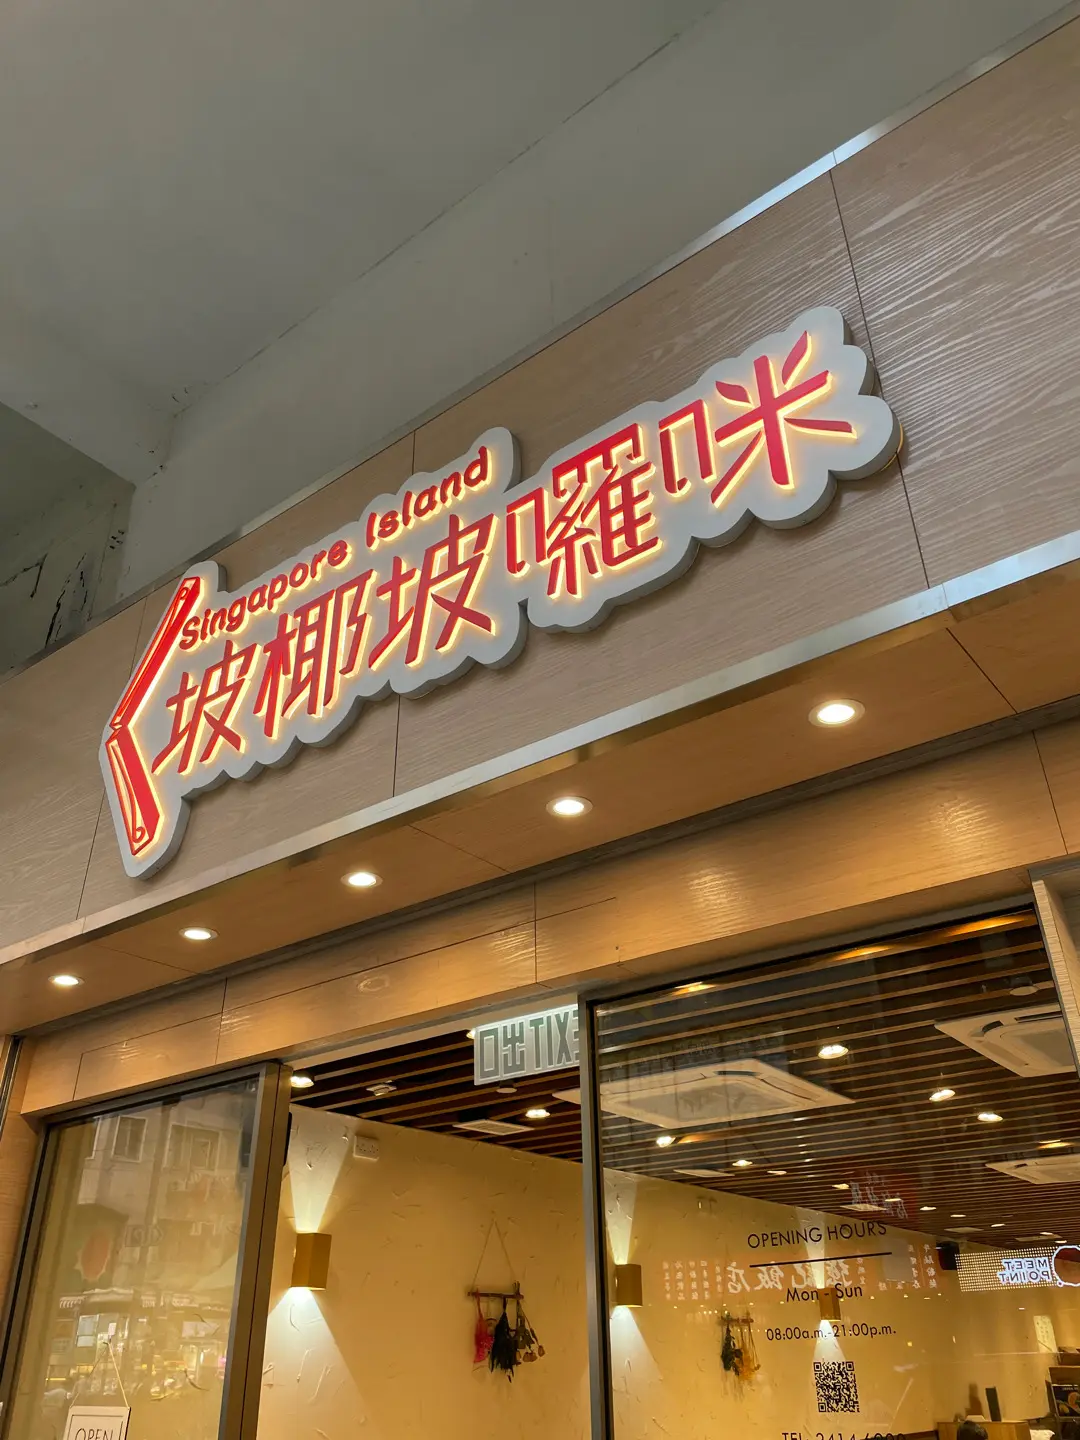 Singapore Island
坡椰坡囉咪
EXIT出口
OPENING HOURS
Mon - Sun
08:00a.m.-21:00p.m.
MEET
POINT
OPEN